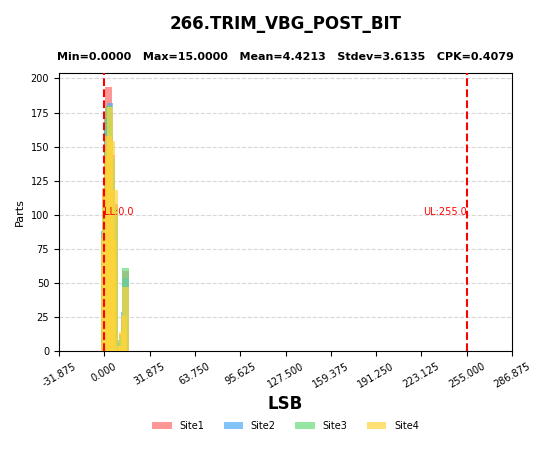 266.TRIM_VBG_POST_BIT
Min=0.0000 Max=15.0000 Mean=4.4213 Stdev=3.6135 CPK=0.4079
200
175
150
125
100
75
50
25
0
Parts
LL:0.0
UL:255.0
-31.875 0.000 31.875 63.750 95.625 127.500 159.375 191.250 223.125 255.000 286.875
LSB
Site1 Site2 Site3 Site4